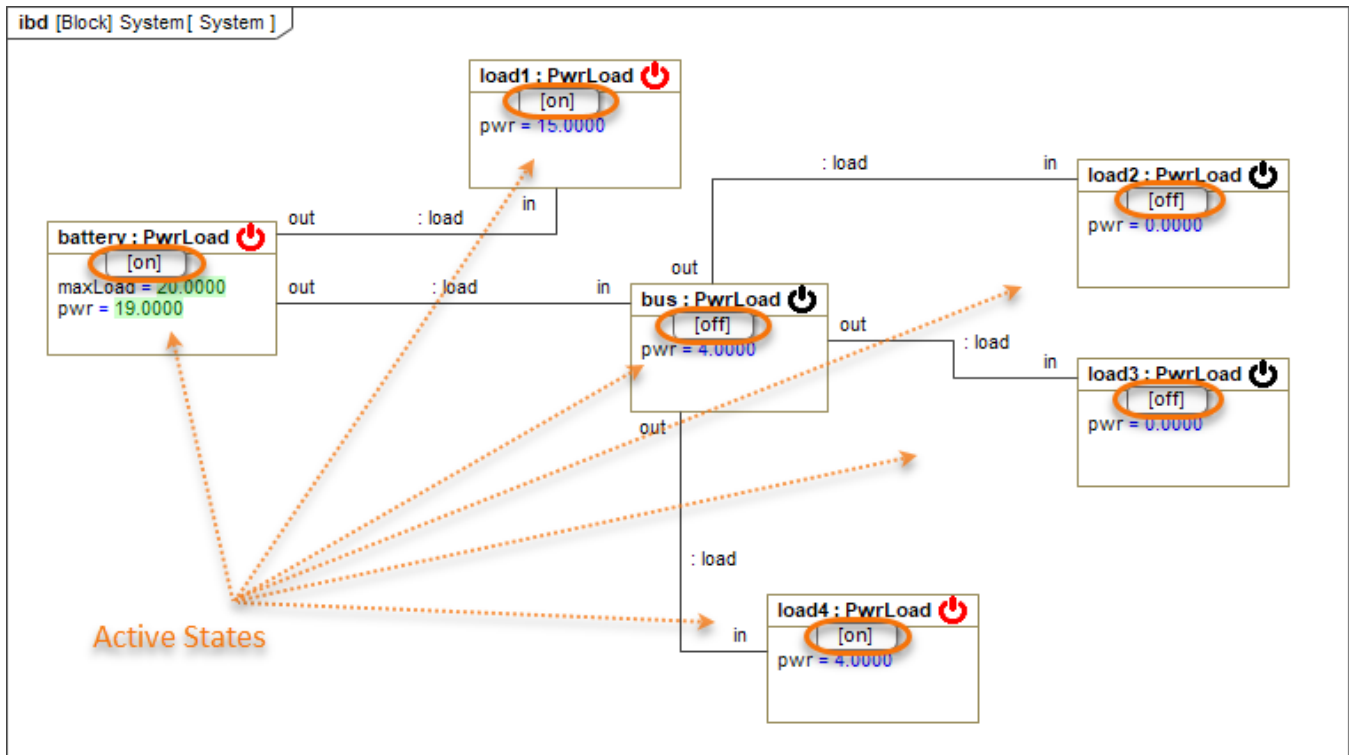 ibd [Block] System[ System ]
load1 : PwrLoad
[on]
pwr = 15.0000
in
battery : PwrLoad
[on]
maxLoad = 20.0000
pwr = 19.0000
out
: load
out
: load
in
bus : PwrLoad
[off]
pwr = 4.0000
out
: load
in
load2 : PwrLoad
[off]
pwr = 0.0000
out
: load
in
load3 : PwrLoad
[off]
pwr = 0.0000
out
: load
in
load4 : PwrLoad
[on]
pwr = 4.0000
Active States